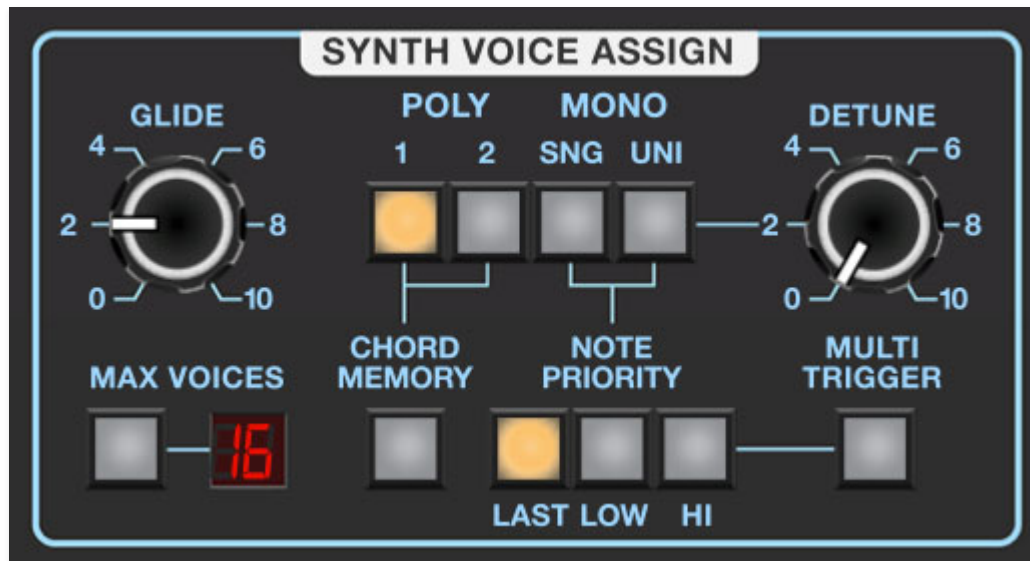 SYNTH VOICE ASSIGN
GLIDE POLY MONO DETUNE
4 6 1 2 SNG UNI 4 6
2 8 2 8
0 10 0 10
MAX VOICES CHORD MEMORY NOTE PRIORITY MULTI TRIGGER
16
LAST LOW HI